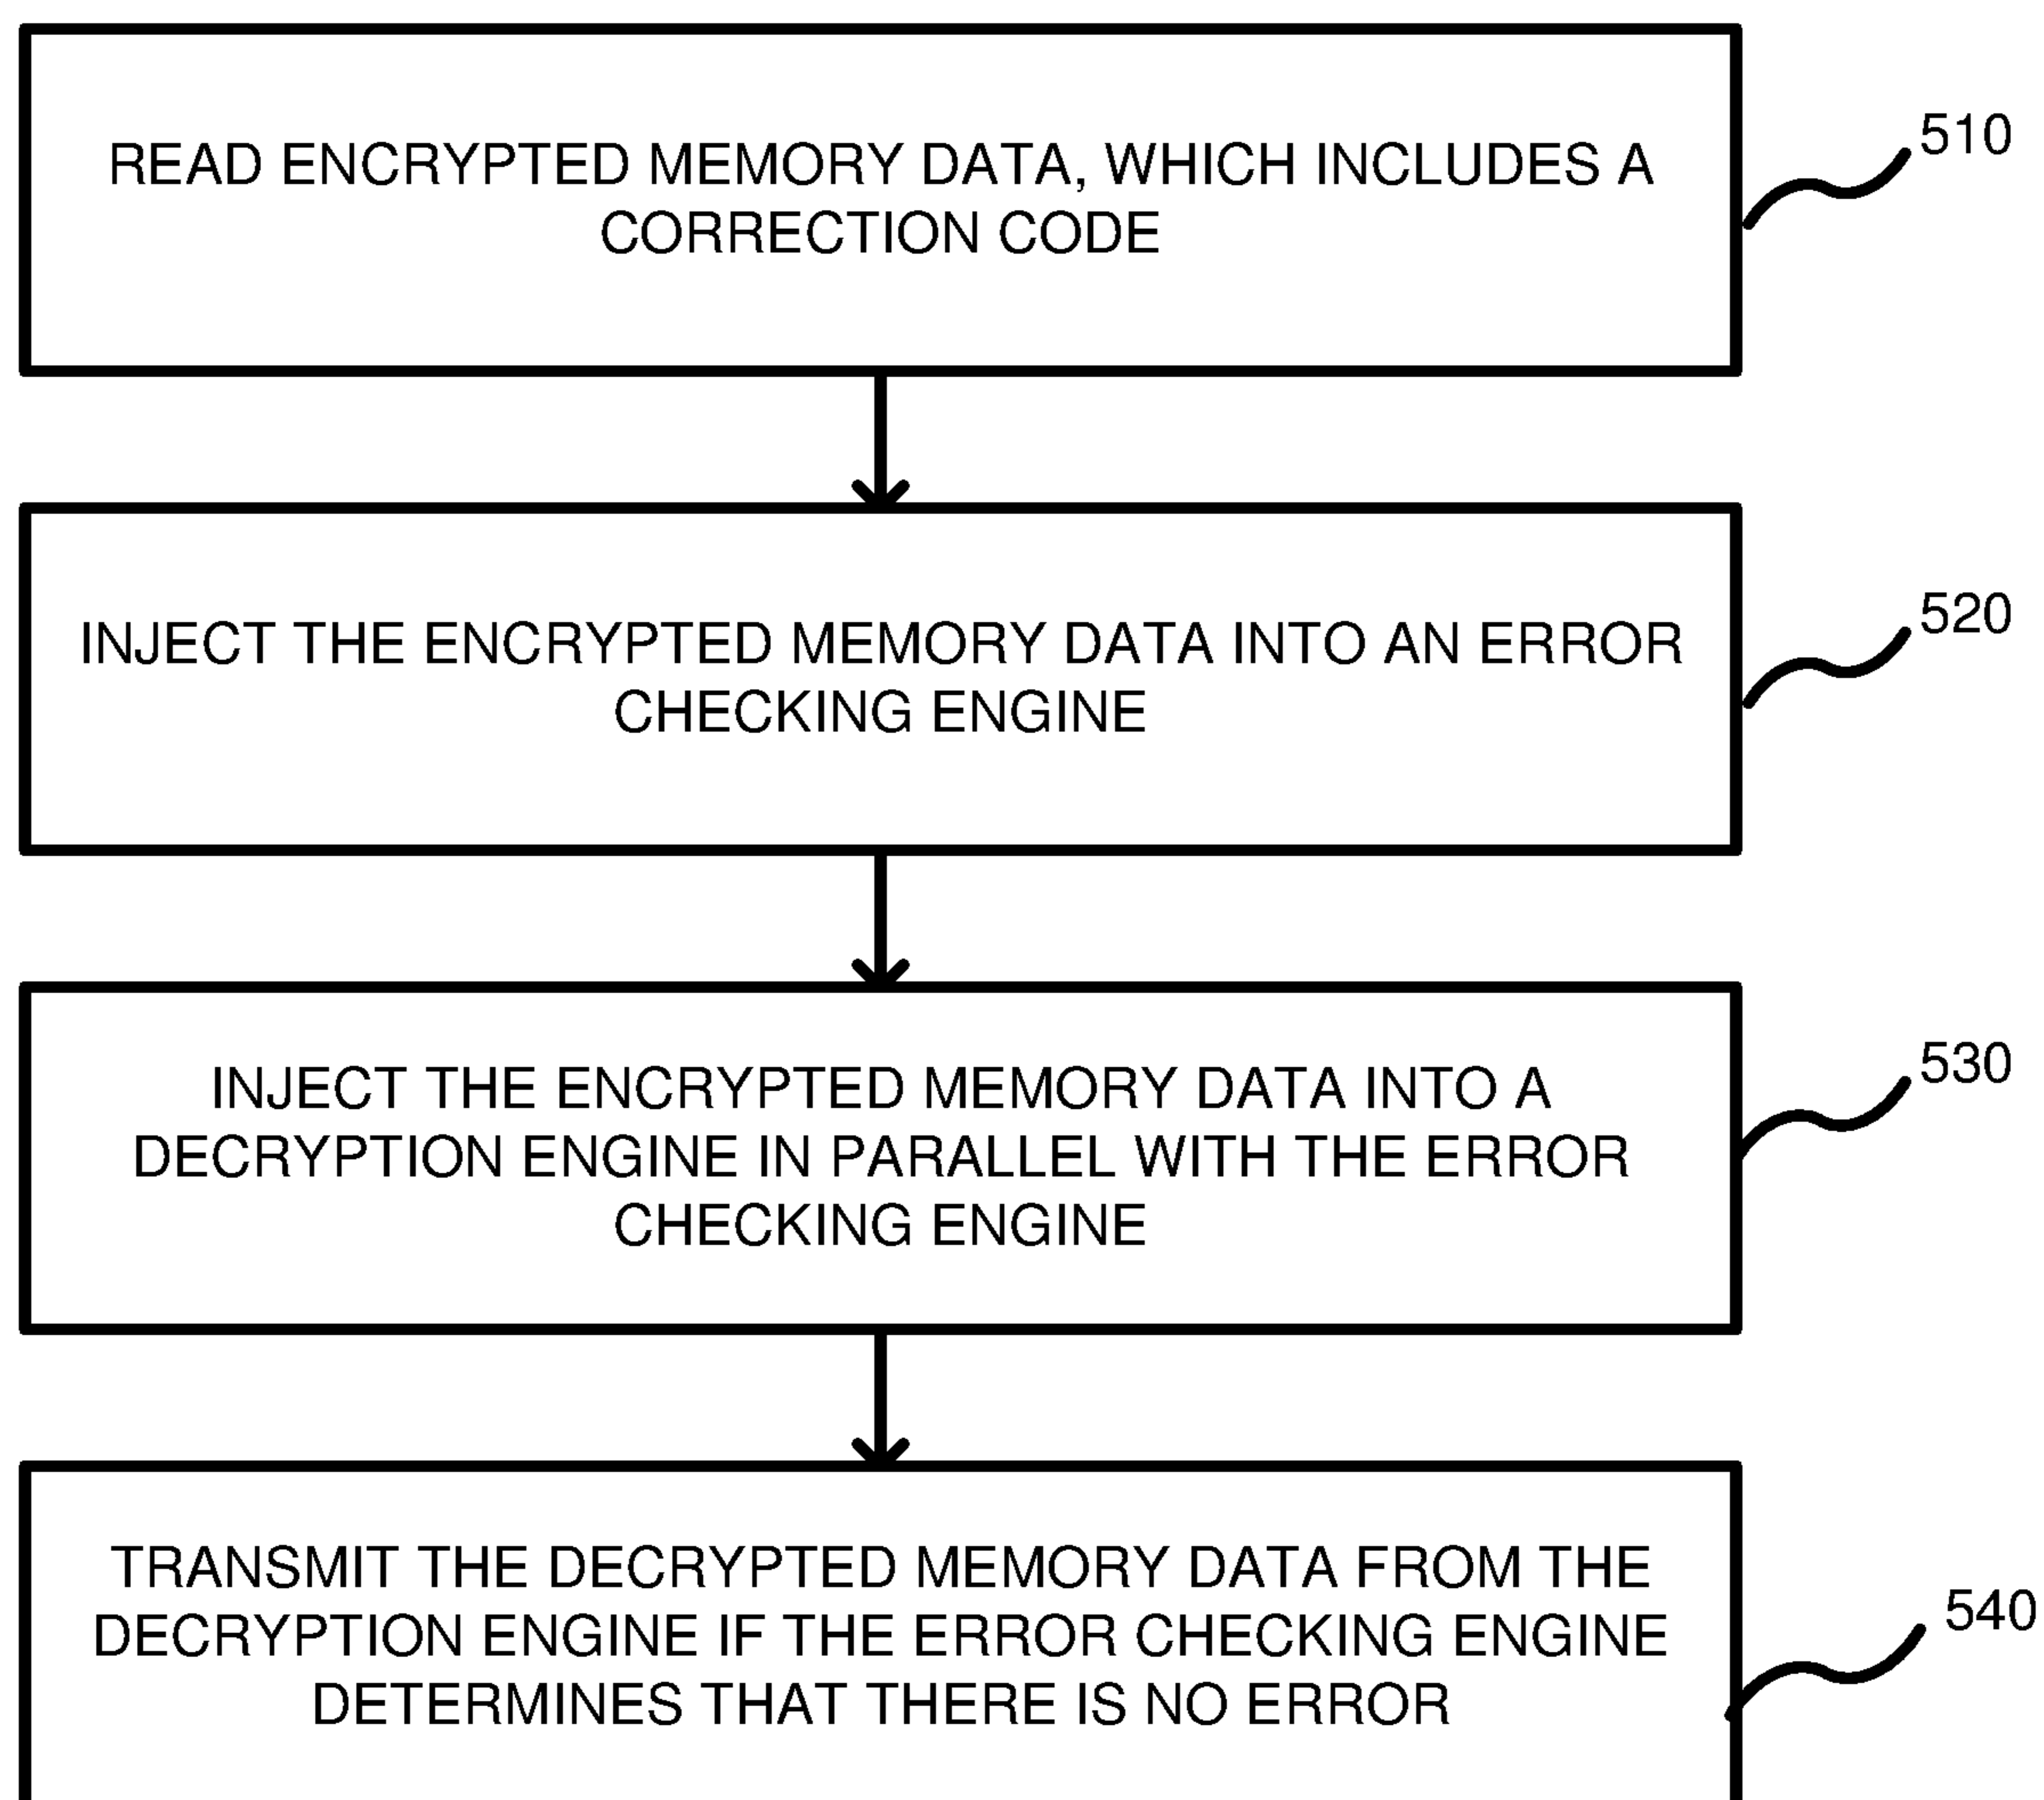 READ ENCRYPTED MEMORY DATA, WHICH INCLUDES A
CORRECTION CODE
510
INJECT THE ENCRYPTED MEMORY DATA INTO AN ERROR
CHECKING ENGINE
520
INJECT THE ENCRYPTED MEMORY DATA INTO A
DECRYPTION ENGINE IN PARALLEL WITH THE ERROR
CHECKING ENGINE
530
TRANSMIT THE DECRYPTED MEMORY DATA FROM THE
DECRYPTION ENGINE IF THE ERROR CHECKING ENGINE
DETERMINES THAT THERE IS NO ERROR
540